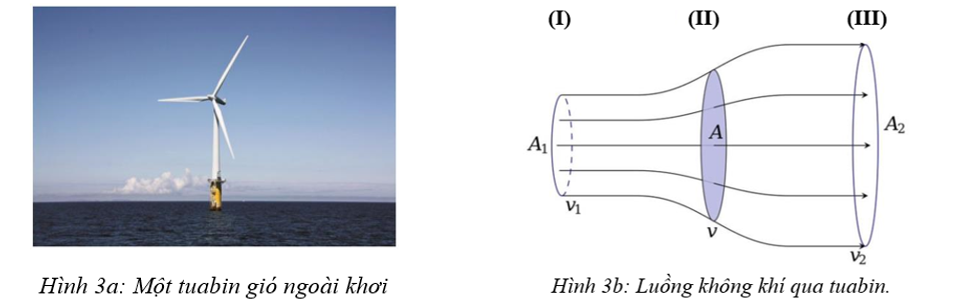 (I) (II) (III)
A₁ A A₂
v₁ v v₂
Hình 3a: Một tuabin gió ngoài khơi
Hình 3b: Luồng không khí qua tuabin.